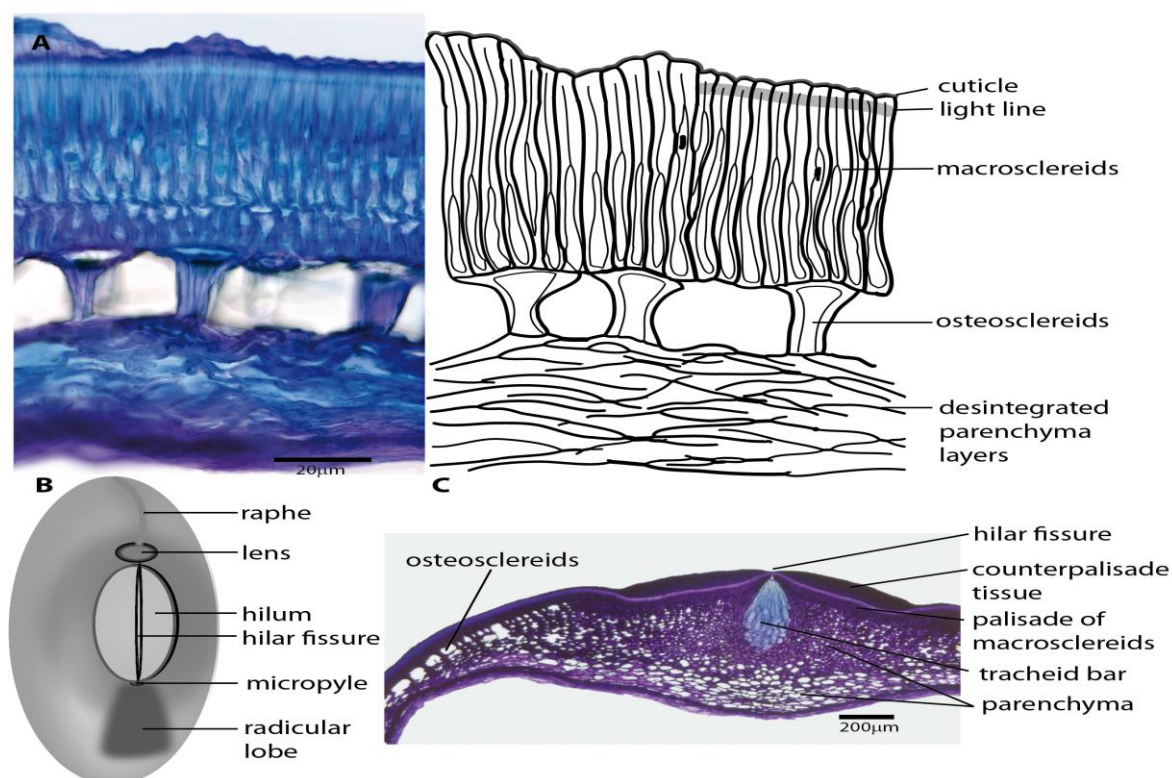 A
cuticle
light line
macrosclereids
osteosclereids
desintegrated
parenchyma
layers
20μm
B
raphe
lens
hilum
hilar fissure
micropyle
radicular
lobe
C
osteosclereids
hilar fissure
counterpalisade
tissue
palisade of
macrosclereids
tracheid bar
parenchyma
200μm